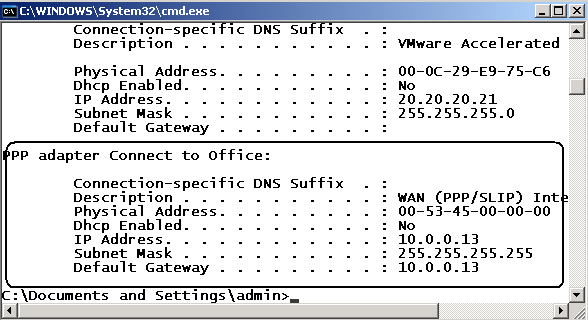 C:\WINDOWS\System32\cmd.exe
Connection-specific DNS Suffix . :
Description . . . . . . . . . . . : VMware Accelerated
Physical Address. . . . . . . . . : 00-0C-29-E9-75-C6
Dhcp Enabled. . . . . . . . . . . : No
IP Address. . . . . . . . . . . . : 20.20.20.21
Subnet Mask . . . . . . . . . . . : 255.255.255.0
Default Gateway . . . . . . . . . :
PPP adapter Connect to Office:
Connection-specific DNS Suffix . :
Description . . . . . . . . . . . : WAN (PPP/SLIP) Inte
Physical Address. . . . . . . . . : 00-53-45-00-00-00
Dhcp Enabled. . . . . . . . . . . : No
IP Address. . . . . . . . . . . . : 10.0.0.13
Subnet Mask . . . . . . . . . . . : 255.255.255.255
Default Gateway . . . . . . . . . : 10.0.0.13
C:\Documents and Settings\admin>_